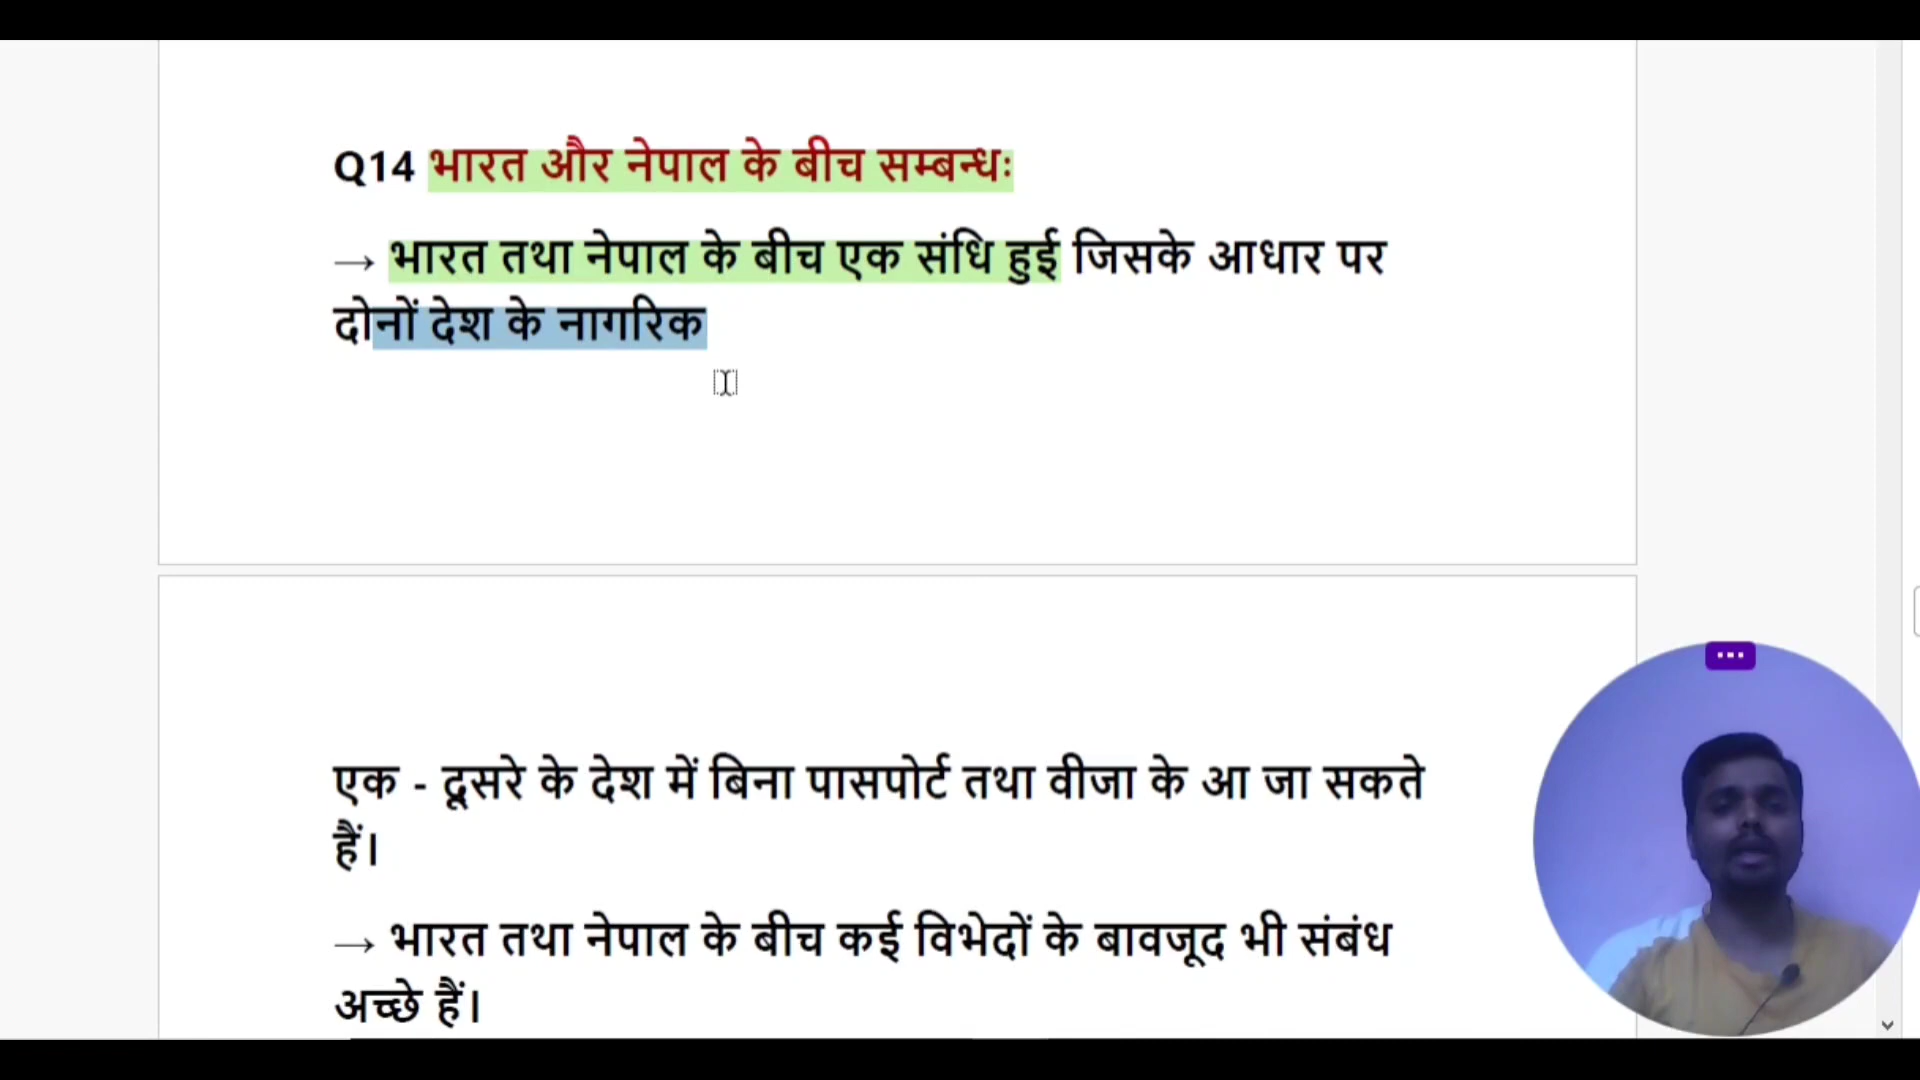 Q14 भारत और नेपाल के बीच सम्बन्धः
→ भारत तथा नेपाल के बीच एक संधि हुई जिसके आधार पर
दोनों देश के नागरिक
एक - दूसरे के देश में बिना पासपोर्ट तथा वीजा के आ जा सकते
हैं।
→ भारत तथा नेपाल के बीच कई विभेदों के बावजूद भी संबंध
अच्छे हैं।